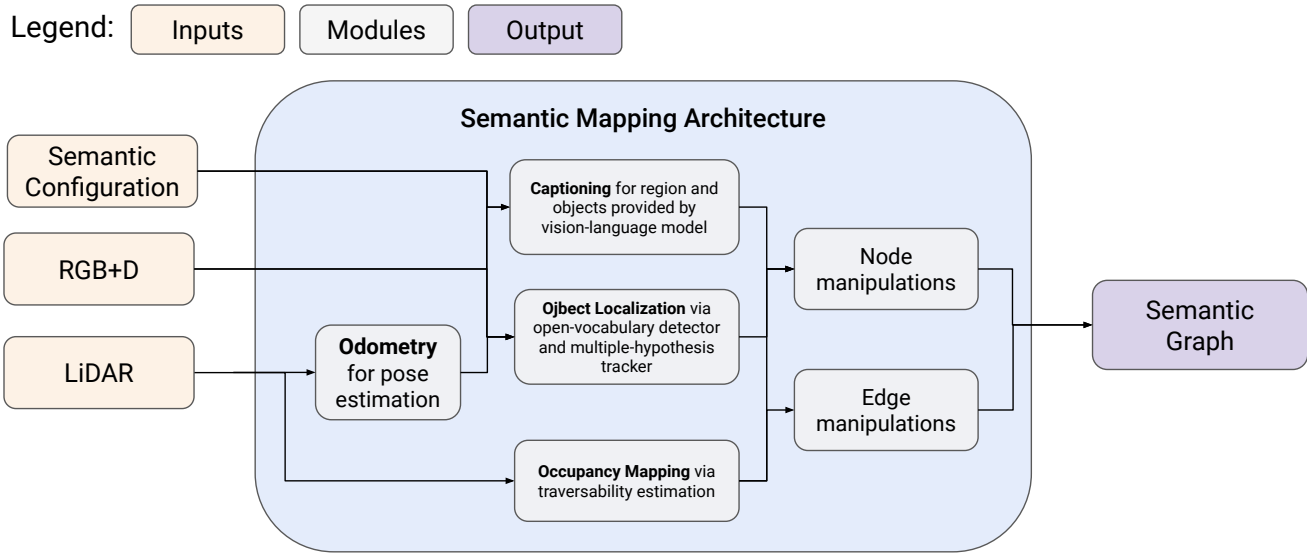 Legend:
Inputs
Modules
Output
Semantic Mapping Architecture
Semantic
Configuration
RGB+D
LiDAR
Odometry
for pose
estimation
Captioning for region and
objects provided by
vision-language model
Ojbect Localization via
open-vocabulary detector
and multiple-hypothesis
tracker
Occupancy Mapping via
traversability estimation
Node
manipulations
Edge
manipulations
Semantic
Graph